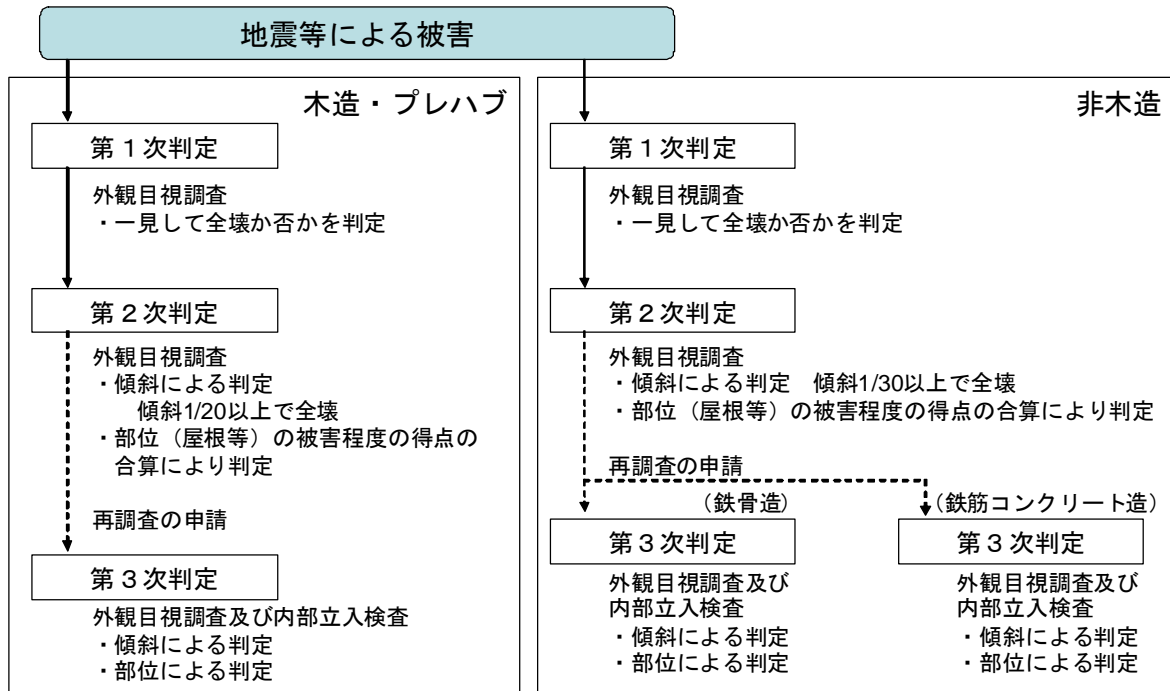 地震等による被害
木造・プレハブ
第1次判定
外観目視調査
・一見して全壊か否かを判定
第2次判定
外観目視調査
・傾斜による判定
傾斜1/20以上で全壊
・部位（屋根等）の被害程度の得点の
合算により判定
再調査の申請
第3次判定
外観目視調査及び内部立入検査
・傾斜による判定
・部位による判定
非木造
第1次判定
外観目視調査
・一見して全壊か否かを判定
第2次判定
外観目視調査
・傾斜による判定　傾斜1/30以上で全壊
・部位（屋根等）の被害程度の得点の合算により判定
再調査の申請
（鉄骨造）
第3次判定
外観目視調査及び
内部立入検査
・傾斜による判定
・部位による判定
（鉄筋コンクリート造）
第3次判定
外観目視調査及び
内部立入検査
・傾斜による判定
・部位による判定